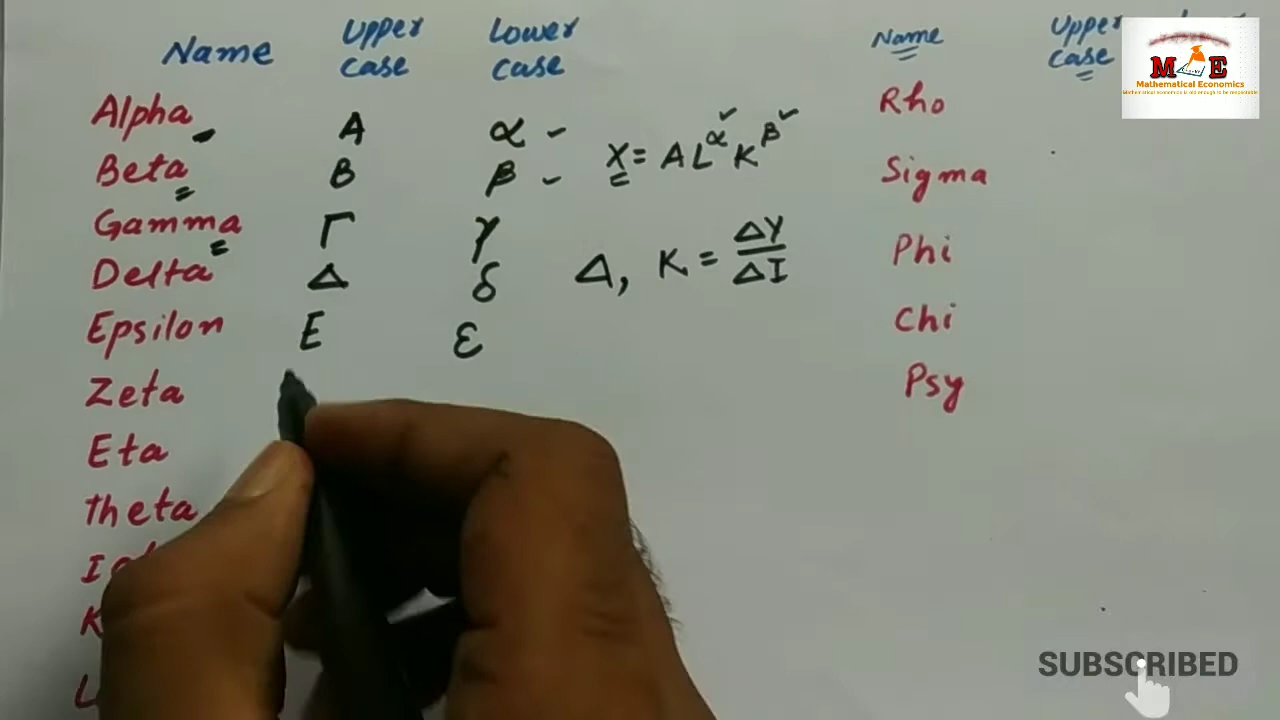 Name Upper case Lower case
Alpha A α
X = A L^α K^β
Beta B β
Gamma Γ γ
Delta Δ δ
Δ, K = ΔY/ΔI
Epsilon E ε
Zeta
Eta
Theta
Name Upper case
Rho
Sigma
Phi
Chi
Psy
M E
Mathematical Economics
SUBSCRIBED